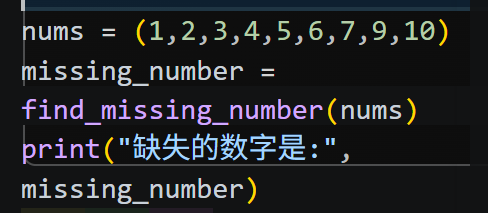 nums = (1,2,3,4,5,6,7,9,10)
missing_number =
find_missing_number(nums)
print("缺失的数字是:",
missing_number)